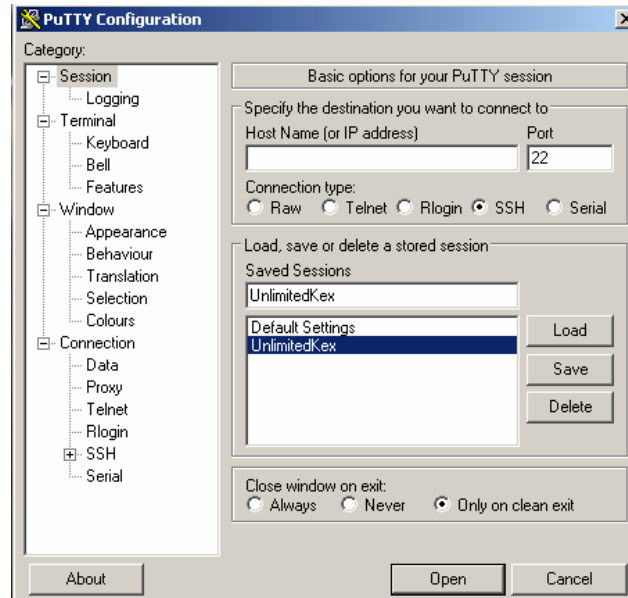 PuTTY Configuration
Category:
Session
Logging
Terminal
Keyboard
Bell
Features
Window
Appearance
Behaviour
Translation
Selection
Colours
Connection
Data
Proxy
Telnet
Rlogin
SSH
Serial
Basic options for your PuTTY session
Specify the destination you want to connect to
Host Name (or IP address) Port
22
Connection type:
Raw Telnet Rlogin SSH Serial
Load, save or delete a stored session
Saved Sessions
UnlimitedKex
Default Settings
UnlimitedKex
Load
Save
Delete
Close window on exit:
Always Never Only on clean exit
About Open Cancel